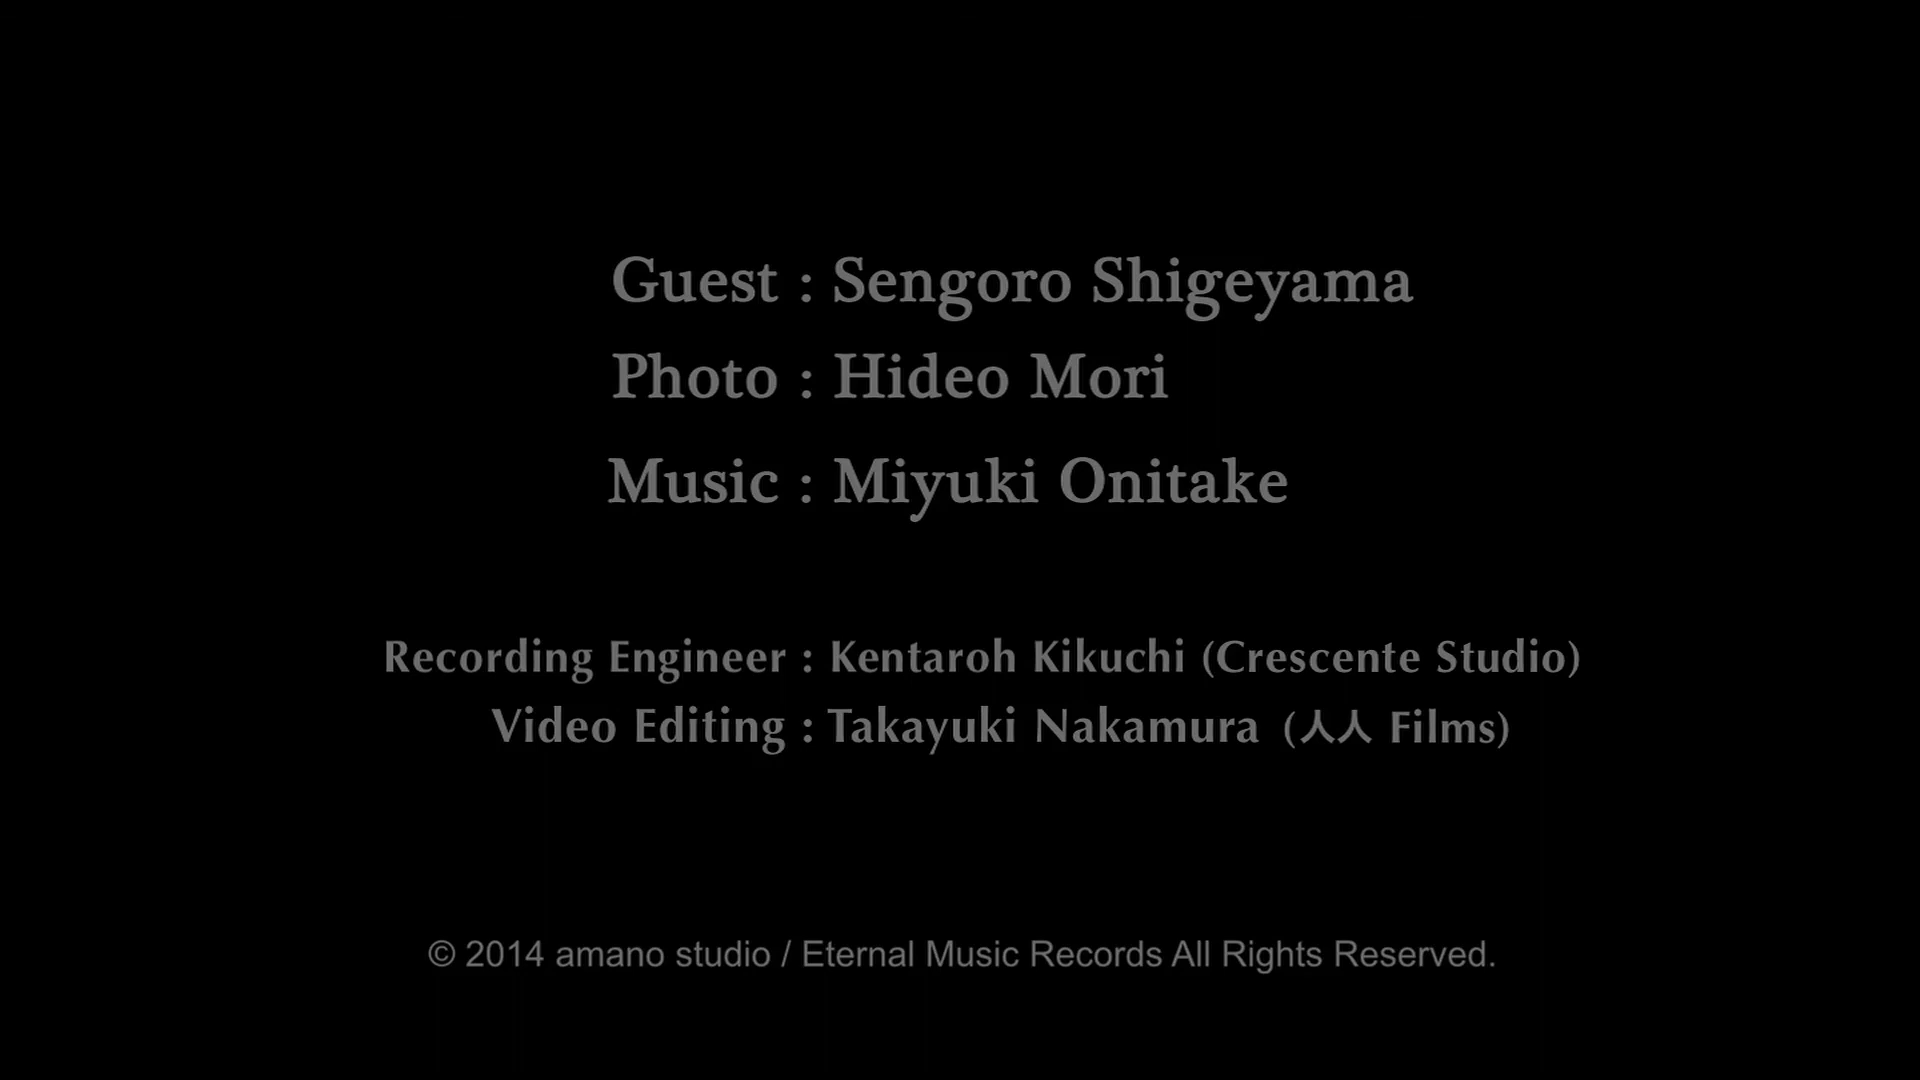 Guest : Sengoro Shigeyama
Photo : Hideo Mori
Music : Miyuki Onitake
Recording Engineer : Kentaroh Kikuchi (Crescente Studio)
Video Editing : Takayuki Nakamura (人人 Films)
© 2014 amano studio / Eternal Music Records All Rights Reserved.